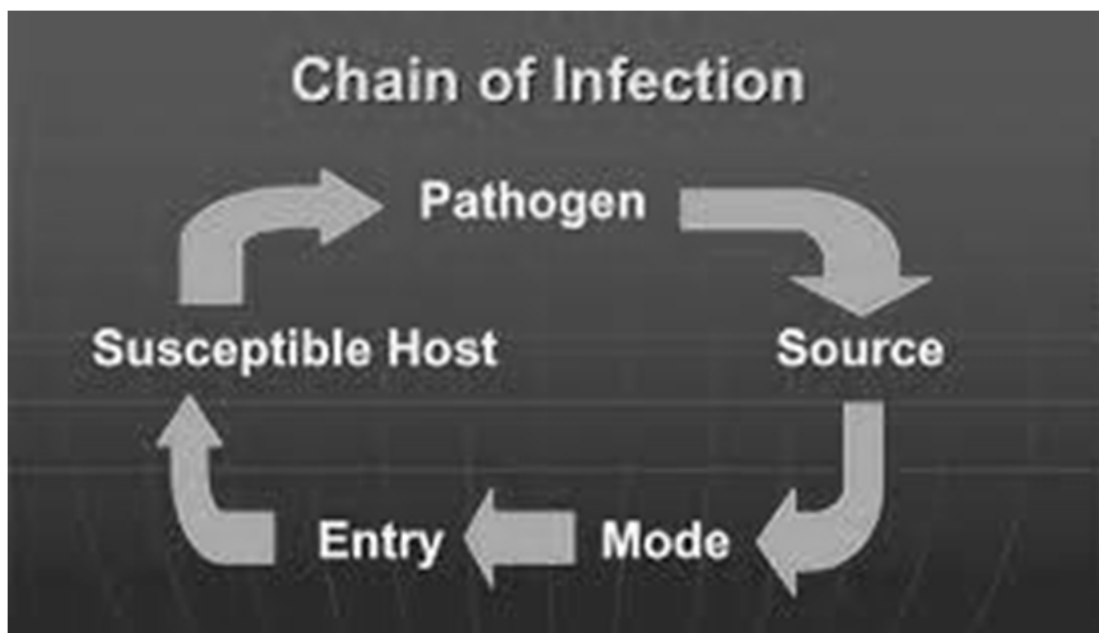 Chain of Infection
Pathogen
Susceptible Host
Source
Entry
Mode